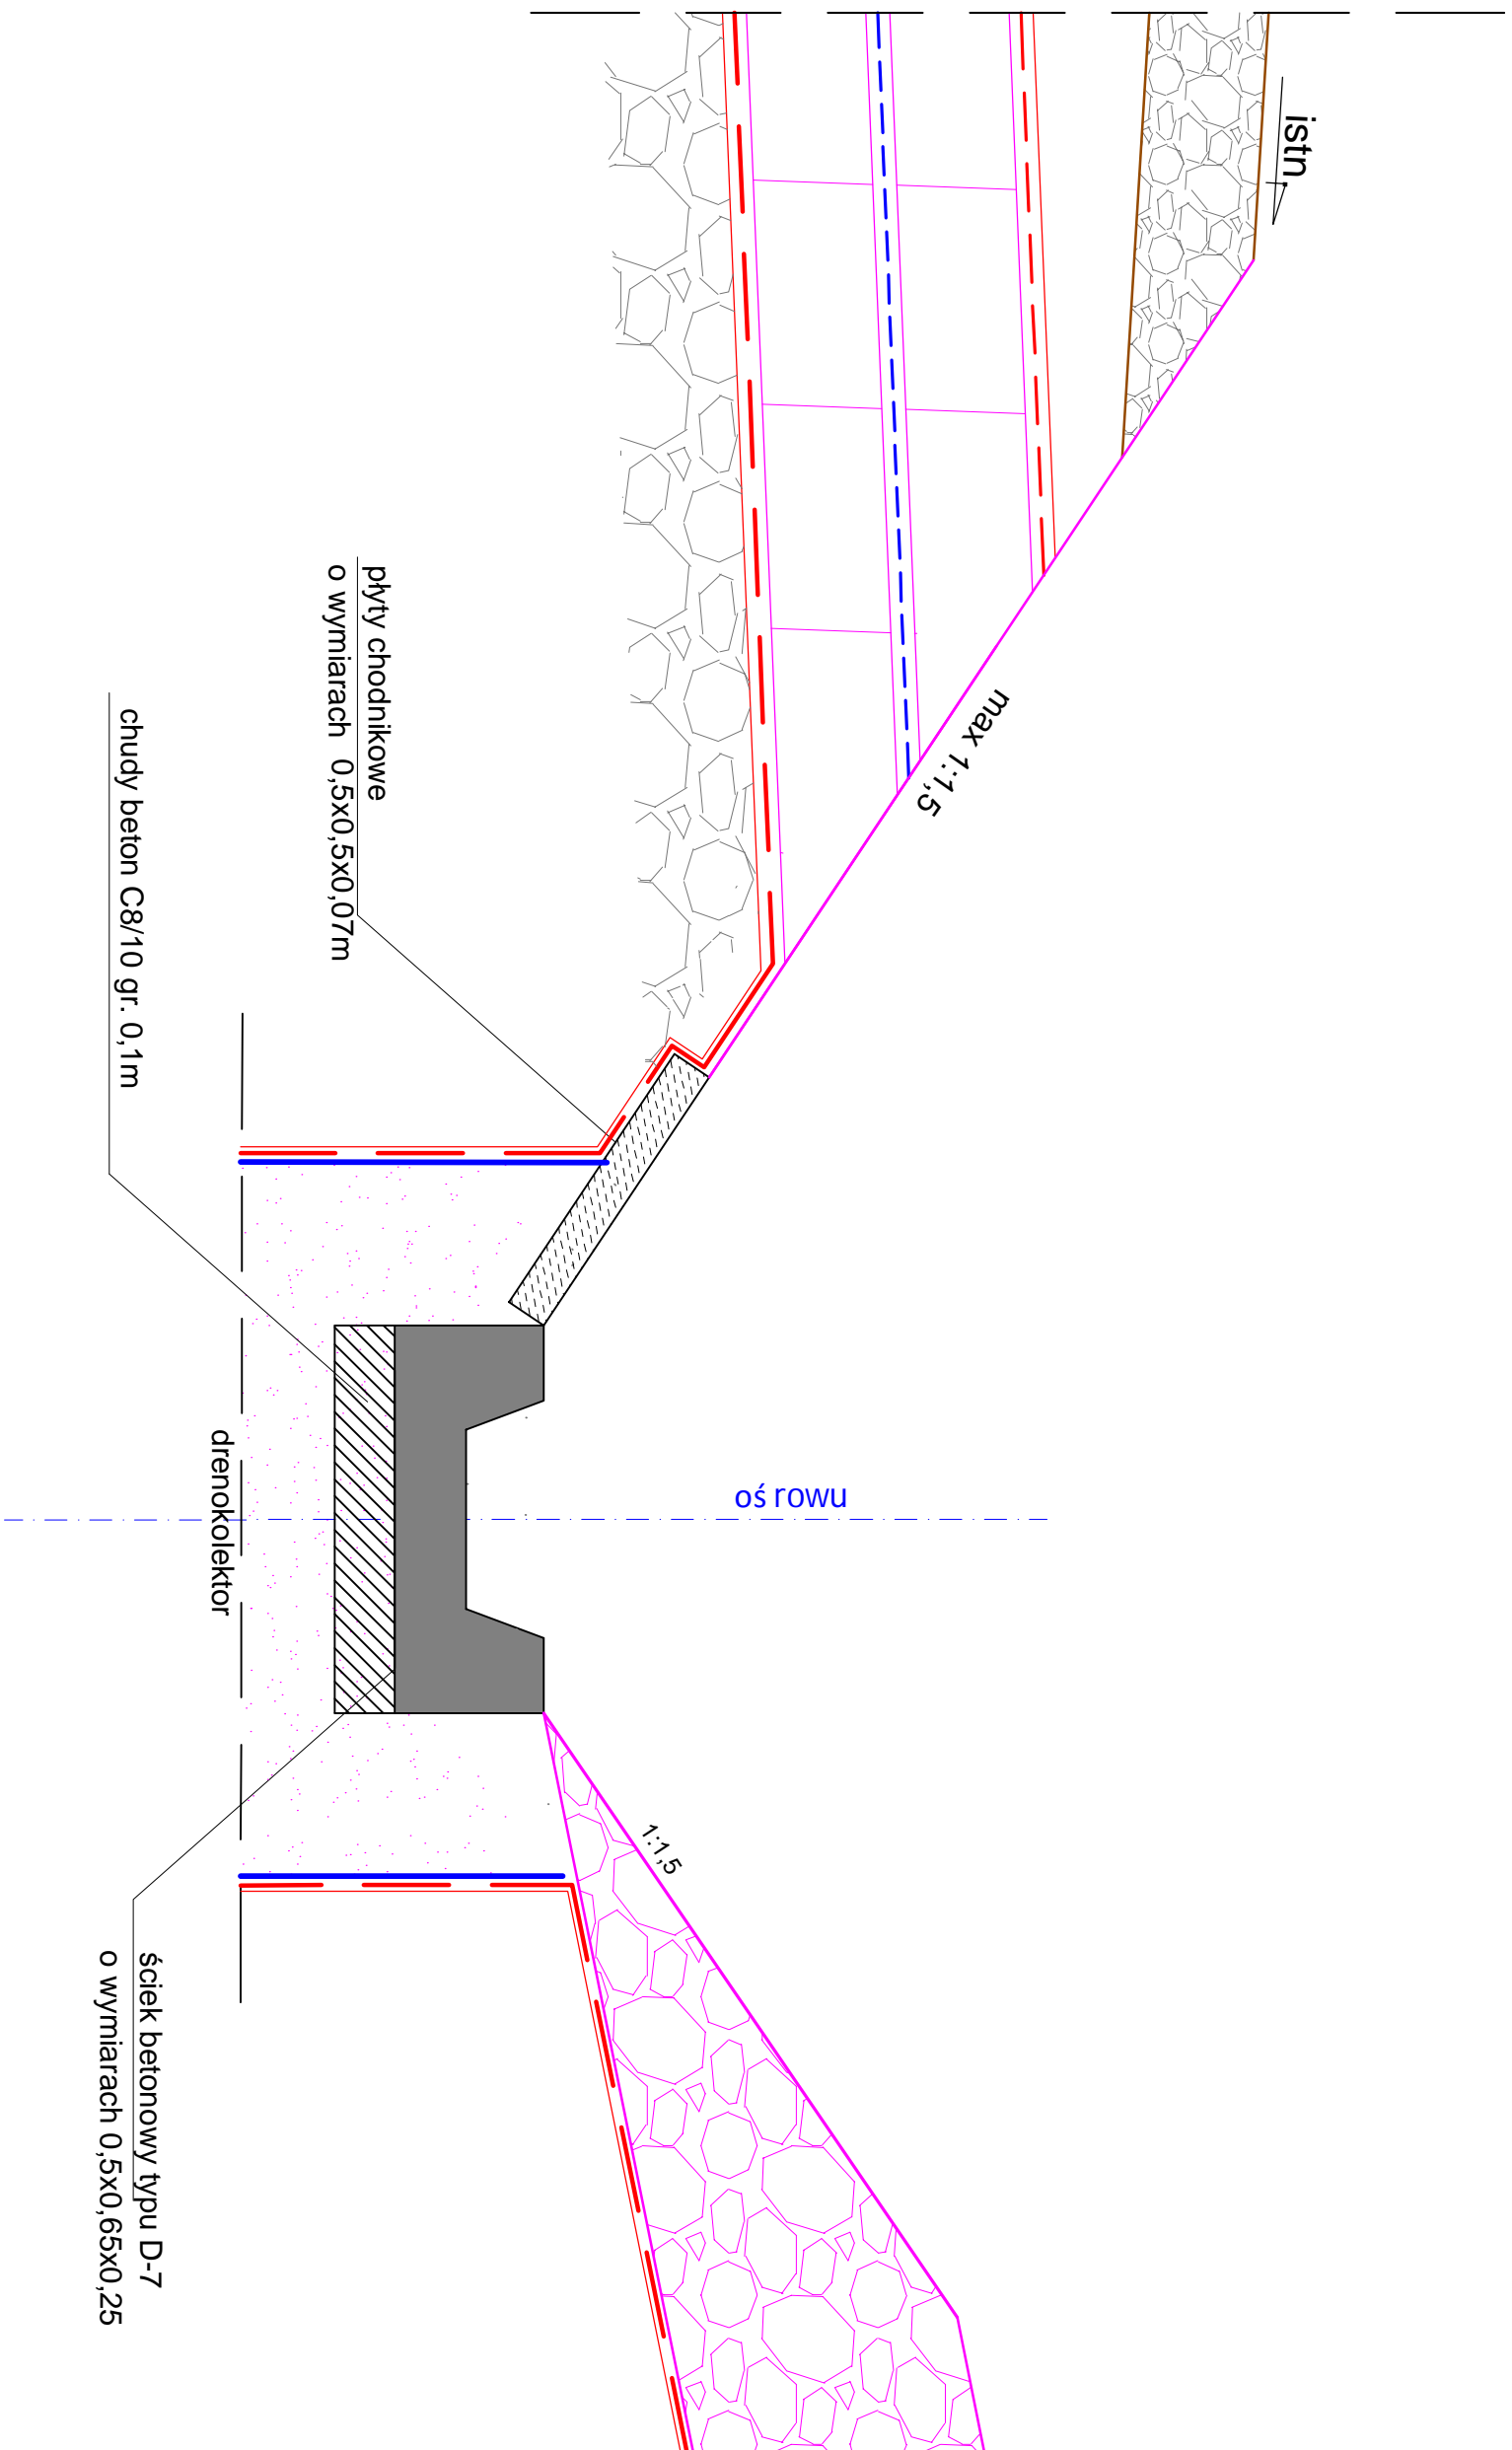 istn.
max 1:1,5
płyty chodnikowe
o wymiarach 0,5x0,5x0,07m
chudy beton C8/10 gr. 0,1m
drenokolektor
oś rowu
1:1,5
ściek betonowy typu D-7
o wymiarach 0,5x0,65x0,25